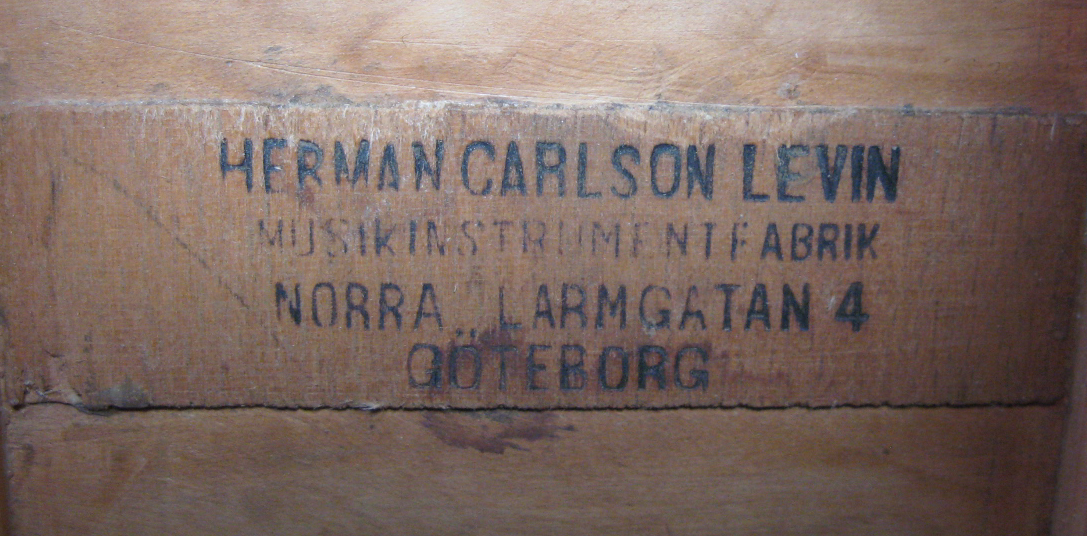 HERMAN CARLSON LEVIN
MUSIKINSTRUMENTFABRIK
NORRA LARMGATAN 4
GÖTEBORG